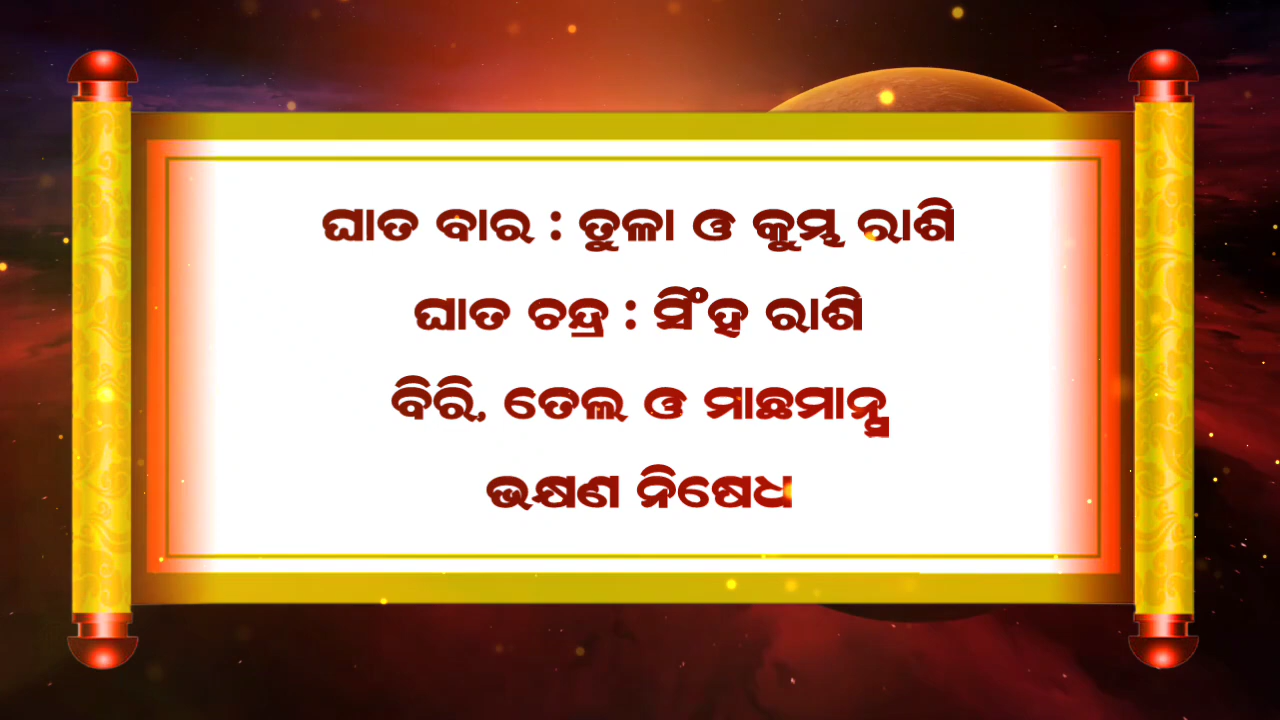 ଘାତ ବାର : ତୁଳା ଓ କୁମ୍ଭ ରାଶି
ଘାତ ଚନ୍ଦ୍ର : ସିଂହ ରାଶି
ବିରି, ତେଲ ଓ ମାଛମାନ୍ସ
ଭକ୍ଷଣ ନିଷେଧ